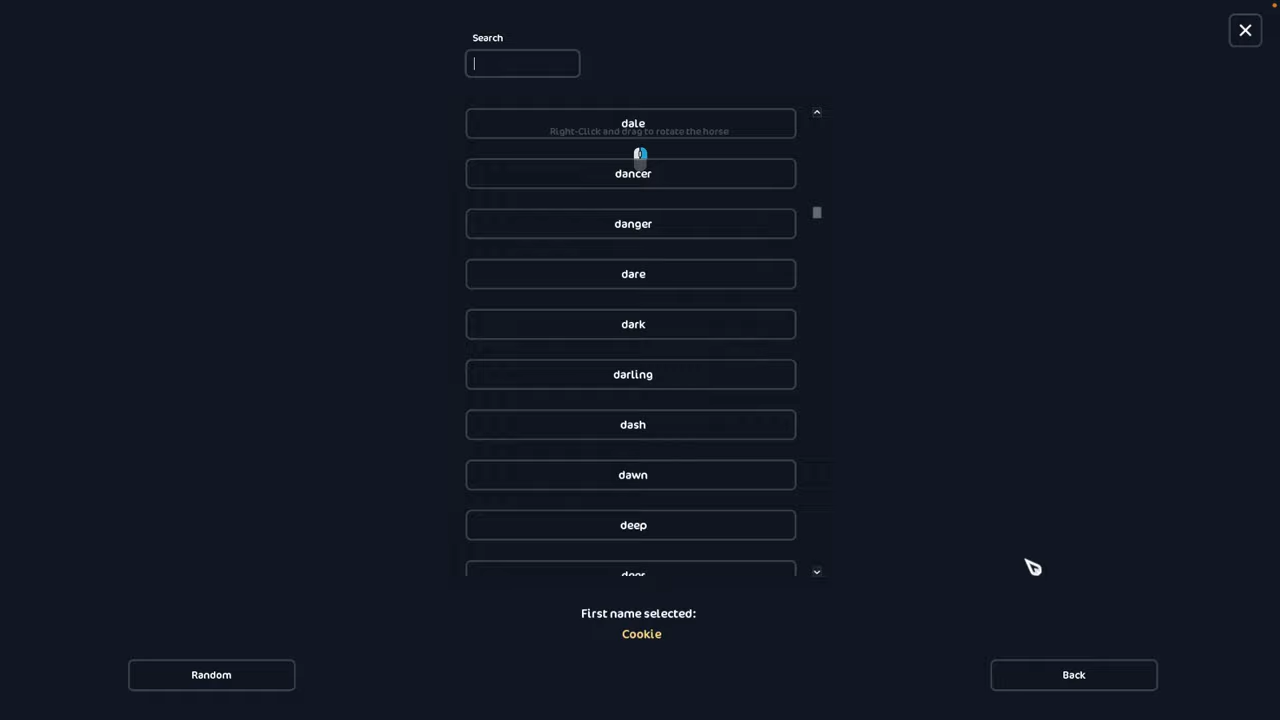 Search
dale
Right-Click and drag to rotate the horse
dancer
danger
dare
dark
darling
dash
dawn
deep
First name selected:
Cookie
Random
Back